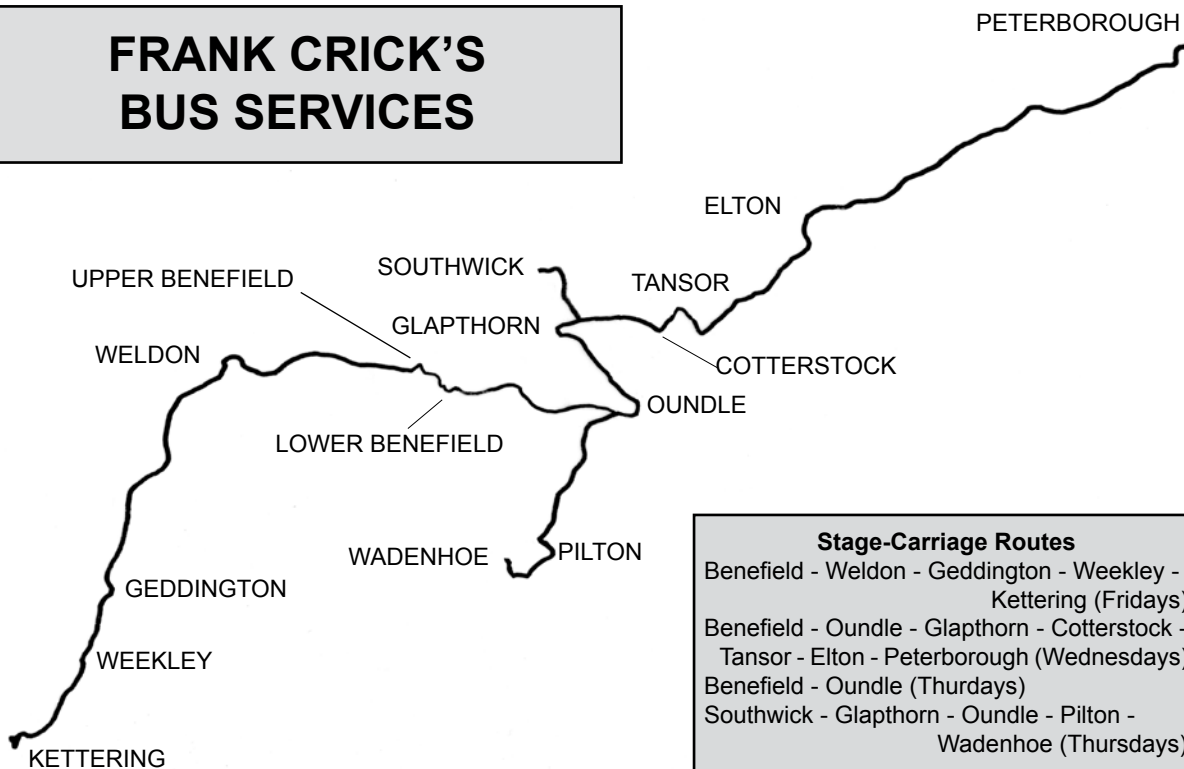 FRANK CRICK’S
BUS SERVICES
PETERBOROUGH
ELTON
SOUTHWICK
TANSOR
UPPER BENEFIELD
GLAPTHORN
WELDON
COTTERSTOCK
OUNDLE
LOWER BENEFIELD
WADENHOE
PILTON
GEDDINGTON
WEEKLEY
KETTERING
Stage-Carriage Routes
Benefield - Weldon - Geddington - Weekley -
Kettering (Fridays)
Benefield - Oundle - Glapthorn - Cotterstock -
Tansor - Elton - Peterborough (Wednesdays)
Benefield - Oundle (Thurdays)
Southwick - Glapthorn - Oundle - Pilton -
Wadenhoe (Thursdays)